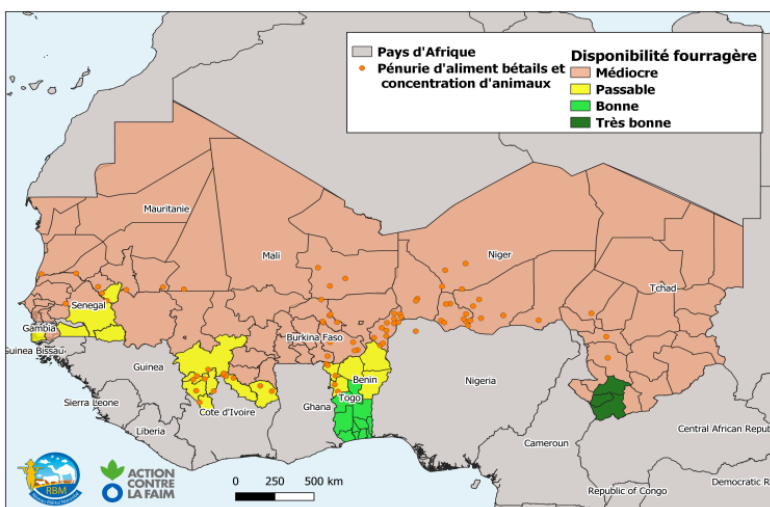 Pays d'Afrique
Pénurie d'aliment bétails et
concentration d'animaux
Disponibilité fourragère
Médiocre
Passable
Bonne
Très bonne
Mauritanie
Mali
Niger
Tchad
Senegal
Gambia
Guinea Bissau
Guinea
Burkina Faso
Benin
Nigeria
Togo
Ghana
Sierra Leone
Cote d'Ivoire
Liberia
Cameroun
Central African Repu
Republic of Congo
Democratic R
RBM
ACTION
CONTRE
LA FAIM
0 250 500 km